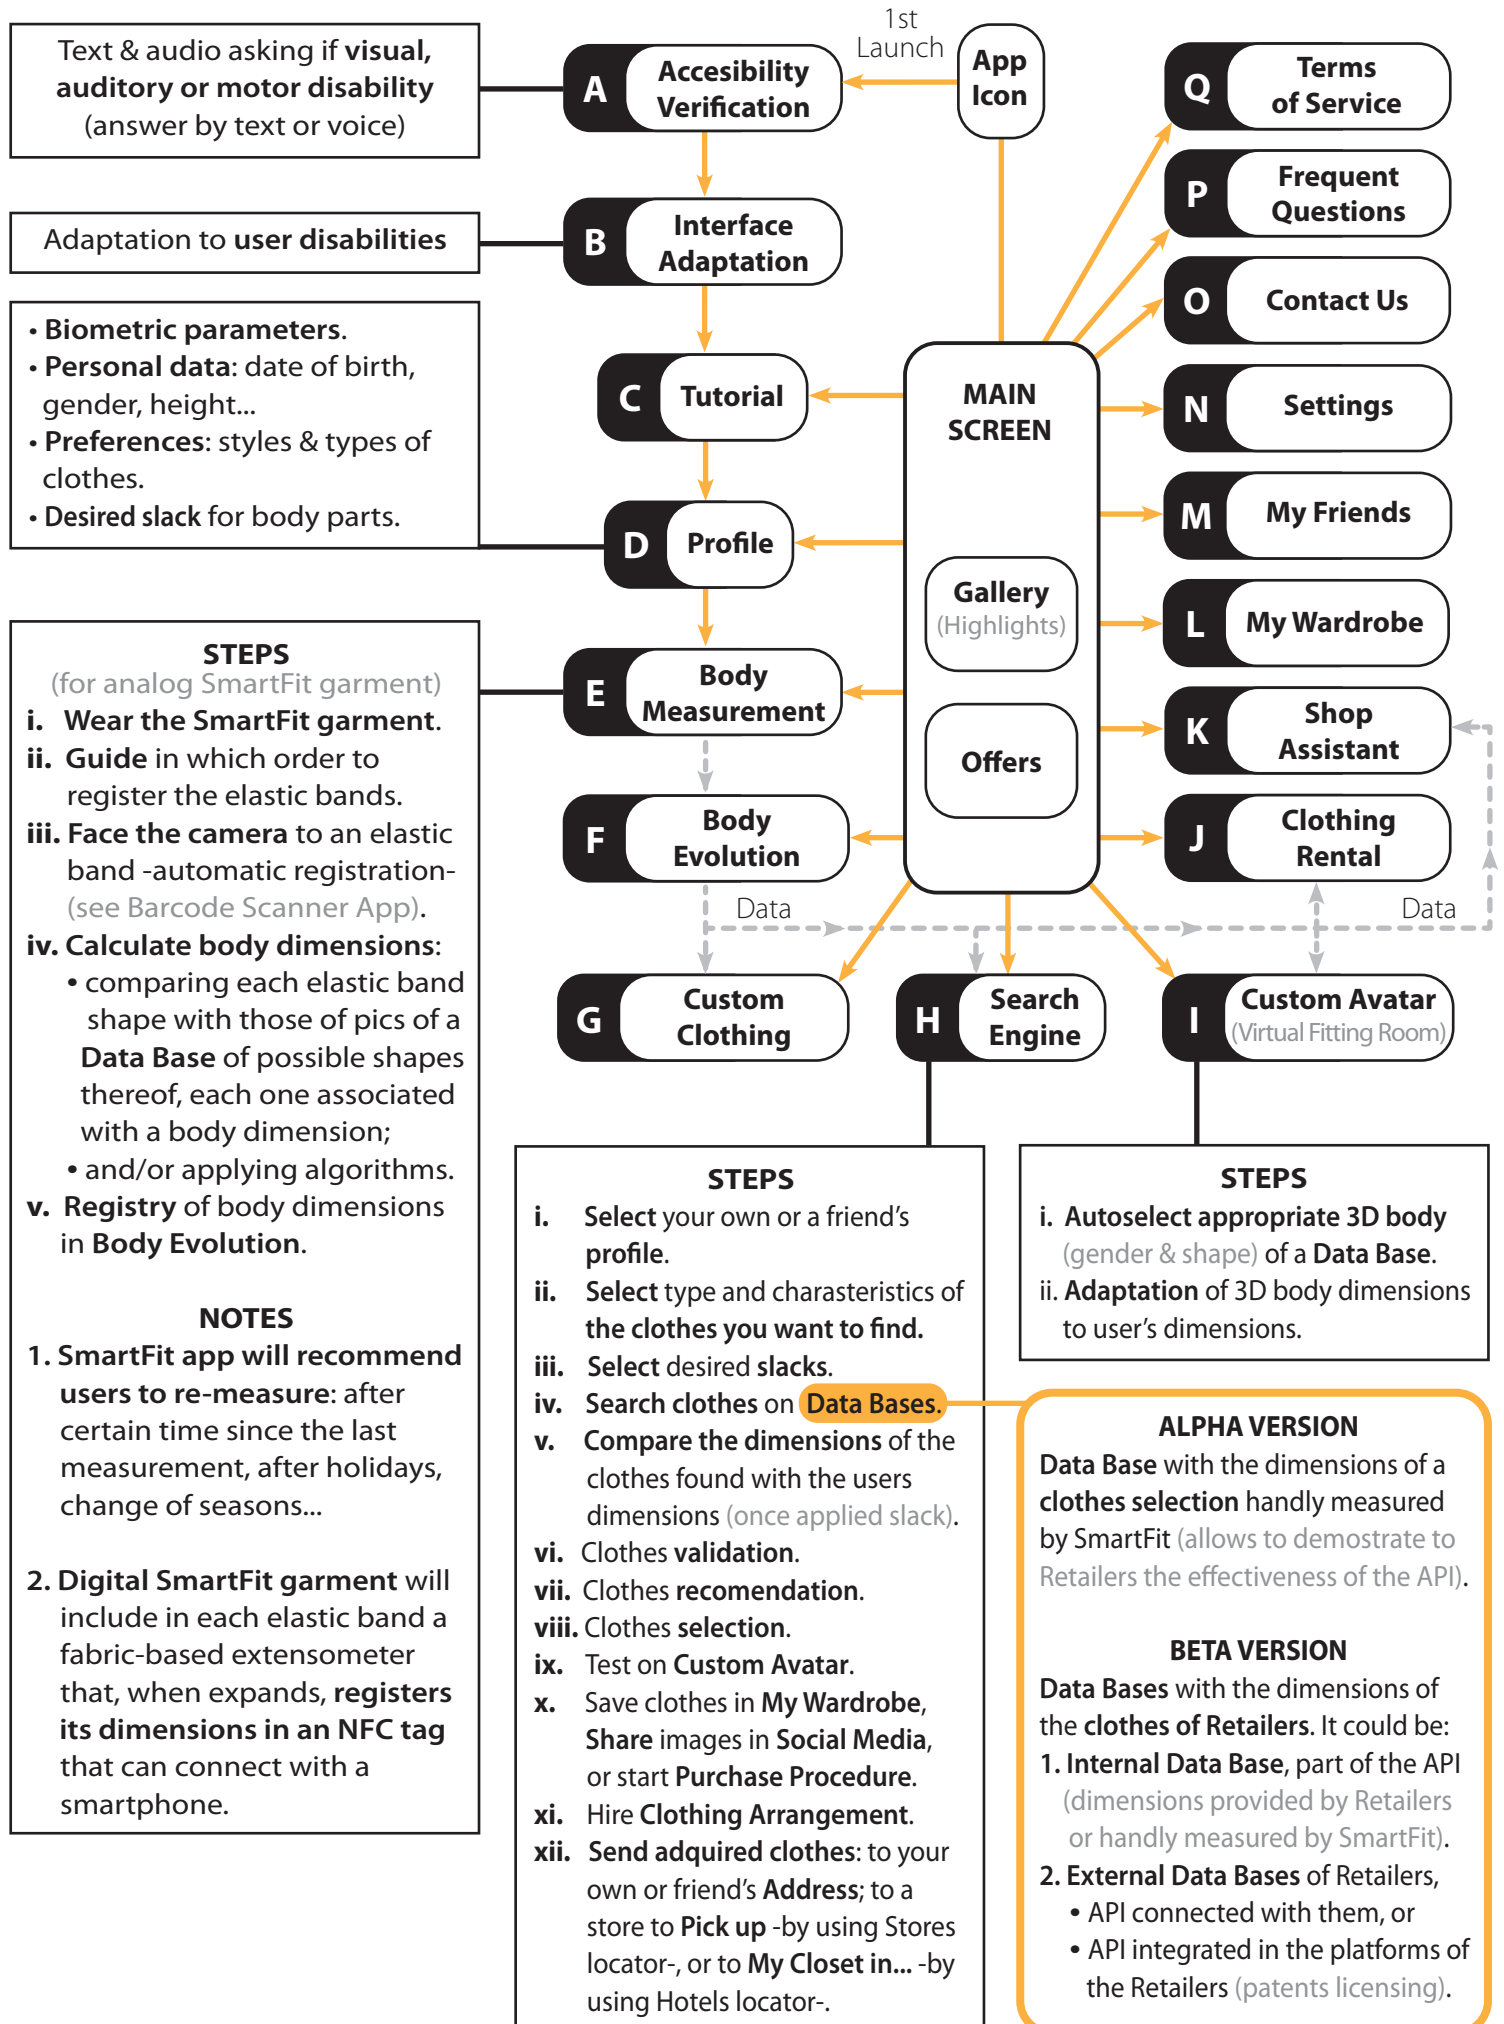 Text & audio asking if visual,
auditory or motor disability
(answer by text or voice)
A
Accesibility
Verification
1st
Launch
App
Icon
Q
Terms
of Service
Adaptation to user disabilities
B
Interface
Adaptation
P
Frequent
Questions
O
Contact Us
• Biometric parameters.
• Personal data: date of birth,
gender, height...
• Preferences: styles & types of
clothes.
• Desired slack for body parts.
C
Tutorial
MAIN
SCREEN
N
Settings
D
Profile
M
My Friends
Gallery
(Highlights)
L
My Wardrobe
E
Body
Measurement
Offers
K
Shop
Assistant
F
Body
Evolution
J
Clothing
Rental
Data
Data
G
Custom
Clothing
H
Search
Engine
I
Custom Avatar
(Virtual Fitting Room)
STEPS
(for analog SmartFit garment)
i. Wear the SmartFit garment.
ii. Guide in which order to
register the elastic bands.
iii. Face the camera to an elastic
band -automatic registration-
(see Barcode Scanner App).
iv. Calculate body dimensions:
• comparing each elastic band
shape with those of pics of a
Data Base of possible shapes
thereof, each one associated
with a body dimension;
• and/or applying algorithms.
v. Registry of body dimensions
in Body Evolution.
NOTES
1. SmartFit app will recommend
users to re-measure: after
certain time since the last
measurement, after holidays,
change of seasons...
2. Digital SmartFit garment will
include in each elastic band a
fabric-based extensometer
that, when expands, registers
its dimensions in an NFC tag
that can connect with a
smartphone.
STEPS
i. Select your own or a friend's
profile.
ii. Select type and charasteristics of
the clothes you want to find.
iii. Select desired slacks.
iv. Search clothes on Data Bases.
v. Compare the dimensions of the
clothes found with the users
dimensions (once applied slack).
vi. Clothes validation.
vii. Clothes recomendation.
viii. Clothes selection.
ix. Test on Custom Avatar.
x. Save clothes in My Wardrobe,
Share images in Social Media,
or start Purchase Procedure.
xi. Hire Clothing Arrangement.
xii. Send adquired clothes: to your
own or friend's Address; to a
store to Pick up -by using Stores
locator-, or to My Closet in... -by
using Hotels locator-.
STEPS
i. Autoselect appropriate 3D body
(gender & shape) of a Data Base.
ii. Adaptation of 3D body dimensions
to user's dimensions.
ALPHA VERSION
Data Base with the dimensions of a
clothes selection handly measured
by SmartFit (allows to demostrate to
Retailers the effectiveness of the API).
BETA VERSION
Data Bases with the dimensions of
the clothes of Retailers. It could be:
1. Internal Data Base, part of the API
(dimensions provided by Retailers
or handly measured by SmartFit).
2. External Data Bases of Retailers,
• API connected with them, or
• API integrated in the platforms of
the Retailers (patents licensing).